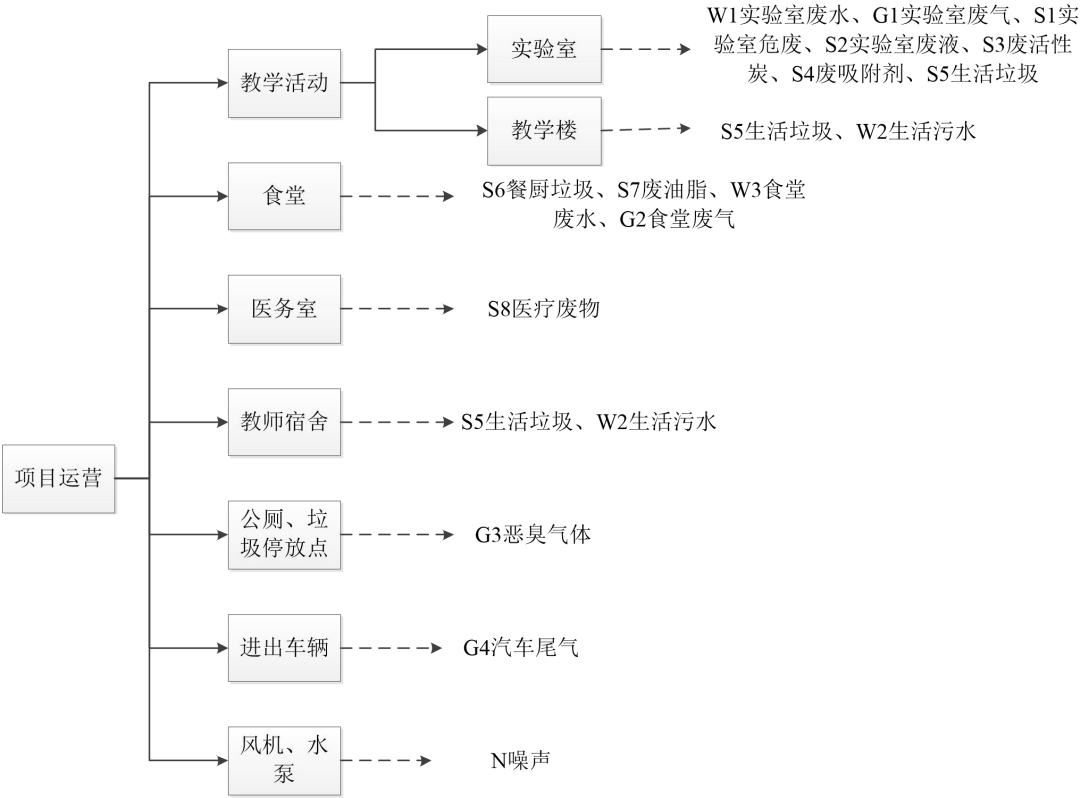 W1实验室废水、G1实验室废气、S1实
验室危废、S2实验室废液、S3废活性
炭、S4废吸附剂、S5生活垃圾
实验室
教学活动
教学楼
S5生活垃圾、W2生活污水
食堂
S6餐厨垃圾、S7废油脂、W3食堂
废水、G2食堂废气
医务室
S8医疗废物
教师宿舍
S5生活垃圾、W2生活污水
项目运营
公厕、垃
圾停放点
G3恶臭气体
进出车辆
G4汽车尾气
风机、水
泵
N噪声